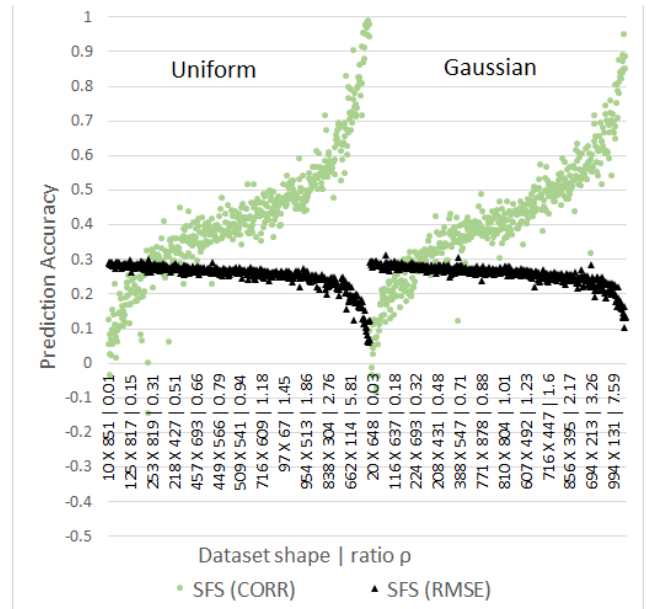 1
0.9
0.8
0.7
0.6
0.5
0.4
0.3
0.2
0.1
0
-0.1
-0.2
-0.3
-0.4
-0.5
Prediction Accuracy
Uniform
Gaussian
10 X 851 | 0.01
125 X 817 | 0.15
253 X 819 | 0.31
218 X 427 | 0.51
457 X 693 | 0.66
449 X 566 | 0.79
509 X 541 | 0.94
716 X 609 | 1.18
97 X 67 | 1.45
954 X 513 | 1.86
838 X 304 | 2.76
662 X 114 | 5.81
20 X 648 | 0.03
116 X 637 | 0.18
224 X 693 | 0.32
208 X 431 | 0.48
388 X 547 | 0.71
771 X 878 | 0.88
810 X 804 | 1.01
607 X 492 | 1.23
716 X 447 | 1.6
856 X 395 | 2.17
694 X 213 | 3.26
994 X 131 | 7.59
Dataset shape | ratio ρ
SFS (CORR)
SFS (RMSE)